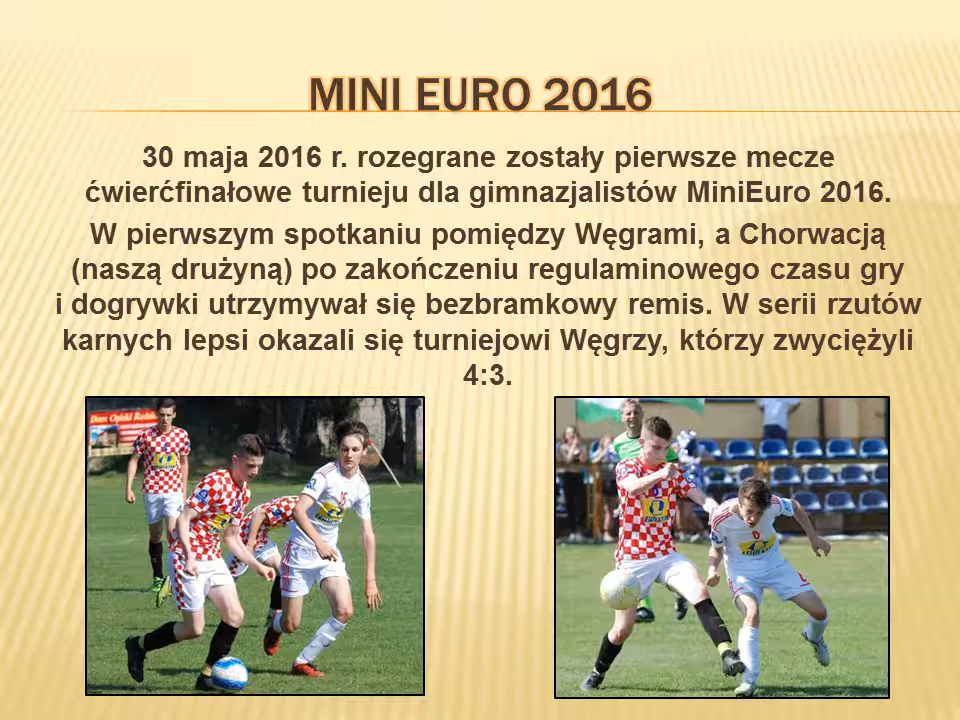 MINI EURO 2016
30 maja 2016 r. rozegrane zostały pierwsze mecze
ćwierćfinałowe turnieju dla gimnazjalistów MiniEuro 2016.
W pierwszym spotkaniu pomiędzy Węgrami, a Chorwacją
(naszą drużyną) po zakończeniu regulaminowego czasu gry
i dogrywki utrzymywał się bezbramkowy remis. W serii rzutów
karnych lepsi okazali się turniejowi Węgrzy, którzy zwyciężyli
4:3.